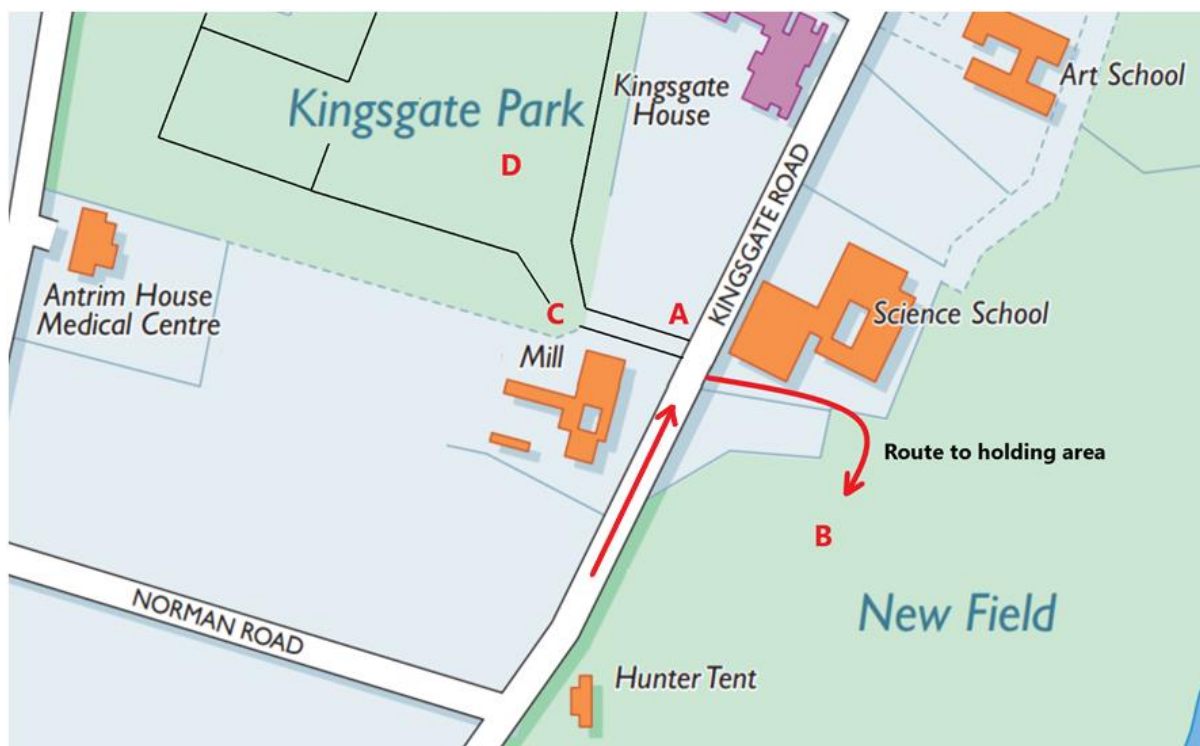 Art School
Kingsgate
House
Kingsgate Park
D
KINGSGATE ROAD
Antrim House
Medical Centre
C
A
Science School
Mill
Route to holding area
B
NORMAN ROAD
New Field
Hunter Tent